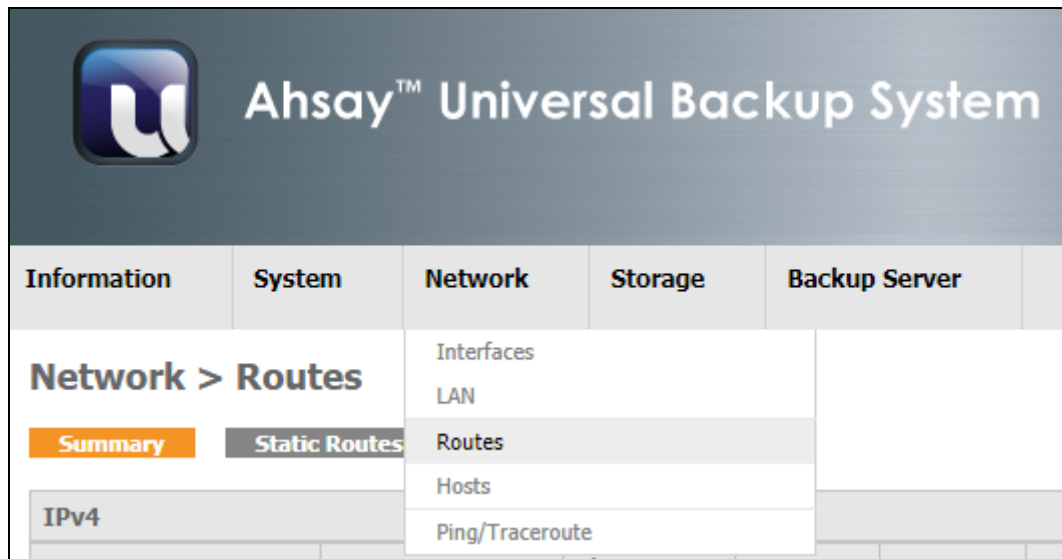 Ahsay™ Universal Backup System
Information System Network Storage Backup Server
Network > Routes
Summary Static Routes
Interfaces
LAN
Routes
Hosts
Ping/Traceroute
IPv4